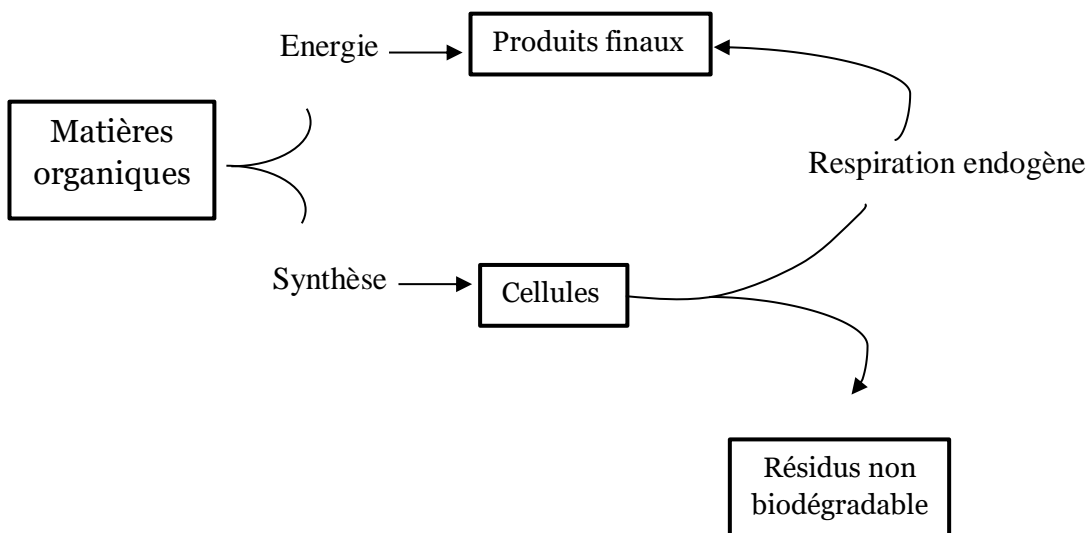 Energie
Produits finaux
Matières
organiques
Respiration endogène
Synthèse
Cellules
Résidus non
biodégradable